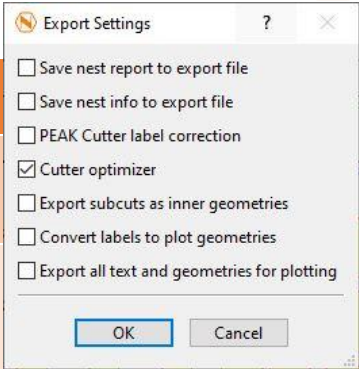 Export Settings
?
Save nest report to export file
Save nest info to export file
PEAK Cutter label correction
Cutter optimizer
Export subcuts as inner geometries
Convert labels to plot geometries
Export all text and geometries for plotting
OK
Cancel